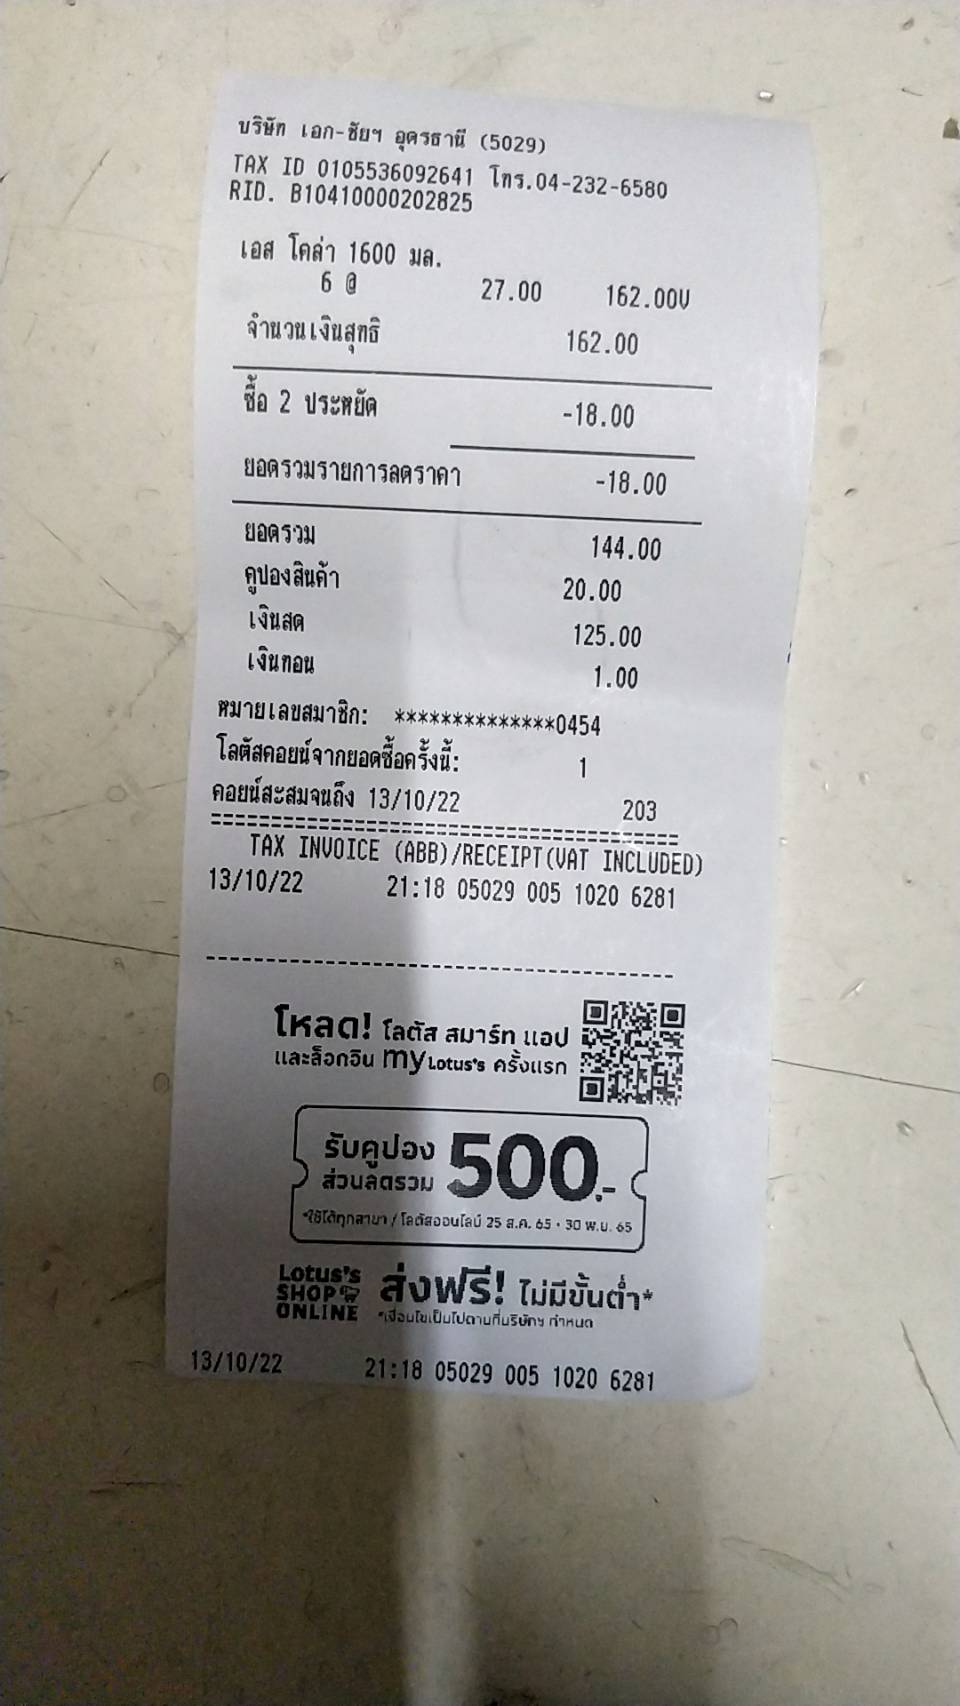 บริษัท เอก-ชัยฯ อุดรธานี (5029)
TAX ID 0105536092641 โทร.04-232-6580
RID. B10410000202825
เอส โคล่า 1600 มล.
6 @ 27.00 162.00V
จำนวนเงินสุทธิ 162.00
ซื้อ 2 ประหยัด -18.00
ยอดรวมรายการลดราคา -18.00
ยอดรวม 144.00
คูปองสินค้า 20.00
เงินสด 125.00
เงินทอน 1.00
หมายเลขสมาชิก: **************0454
โลตัสคอยน์จากยอดซื้อครั้งนี้: 1
คอยน์สะสมจนถึง 13/10/22 203
========================================
TAX INVOICE (ABB)/RECEIPT(VAT INCLUDED)
13/10/22 21:18 05029 005 1020 6281
----------------------------------------
โหลด! โลตัส สมาร์ท แอป
และล็อกอิน my Lotus's ครั้งแรก
รับคูปอง 500.-
ส่วนลดรวม
*ใช้ได้ทุกสาขา / โลตัสออนไลน์ 25 ส.ค. 65 - 30 พ.ย. 65
Lotus's
SHOP
ONLINE
ส่งฟรี! ไม่มีขั้นต่ำ*
*เงื่อนไขเป็นไปตามที่บริษัทฯ กำหนด
13/10/22 21:18 05029 005 1020 6281